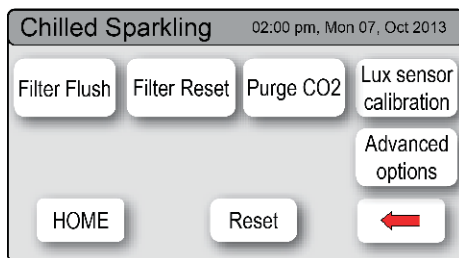 Chilled Sparkling 02:00 pm, Mon 07, Oct 2013
Filter Flush
Filter Reset
Purge CO2
Lux sensor
calibration
Advanced
options
HOME
Reset